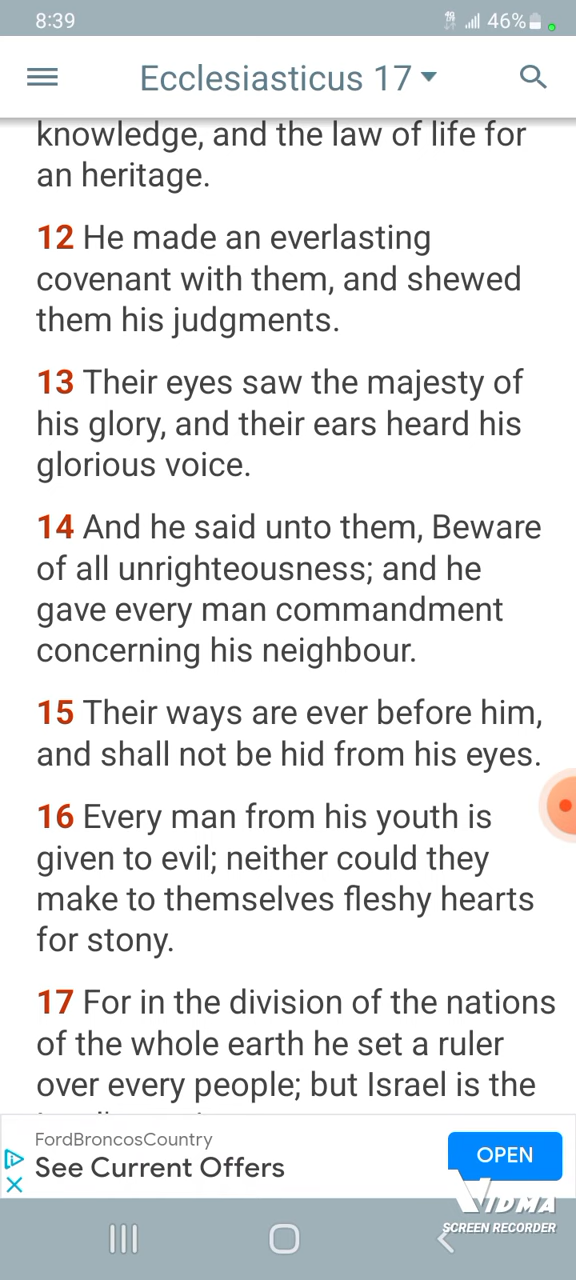 8:39
46%
Ecclesiasticus 17
knowledge, and the law of life for
an heritage.
12 He made an everlasting
covenant with them, and shewed
them his judgments.
13 Their eyes saw the majesty of
his glory, and their ears heard his
glorious voice.
14 And he said unto them, Beware
of all unrighteousness; and he
gave every man commandment
concerning his neighbour.
15 Their ways are ever before him,
and shall not be hid from his eyes.
16 Every man from his youth is
given to evil; neither could they
make to themselves fleshy hearts
for stony.
17 For in the division of the nations
of the whole earth he set a ruler
over every people; but Israel is the
FordBroncosCountry
See Current Offers
OPEN
VIDMA
SCREEN RECORDER